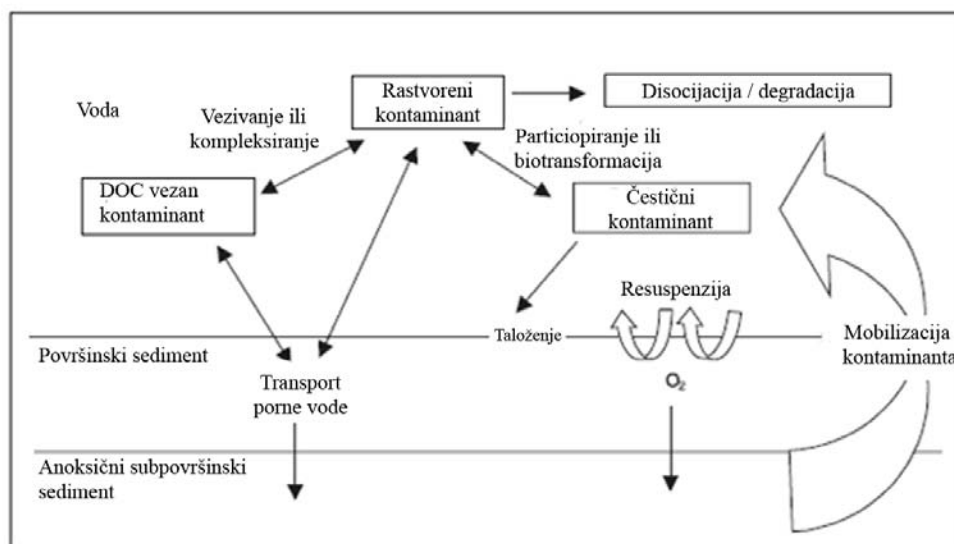 Voda
Vezivanje ili
kompleksiranje
Rastvoreni
kontaminant
Disocijacija / degradacija
Particiopiranje ili
biotransformacija
DOC vezan
kontaminant
Čestični
kontaminant
Resuspenzija
Taloženje
Mobilizacija
kontaminanta
Površinski sediment
O₂
Transport
porne vode
Anoksični subpovršinski
sediment